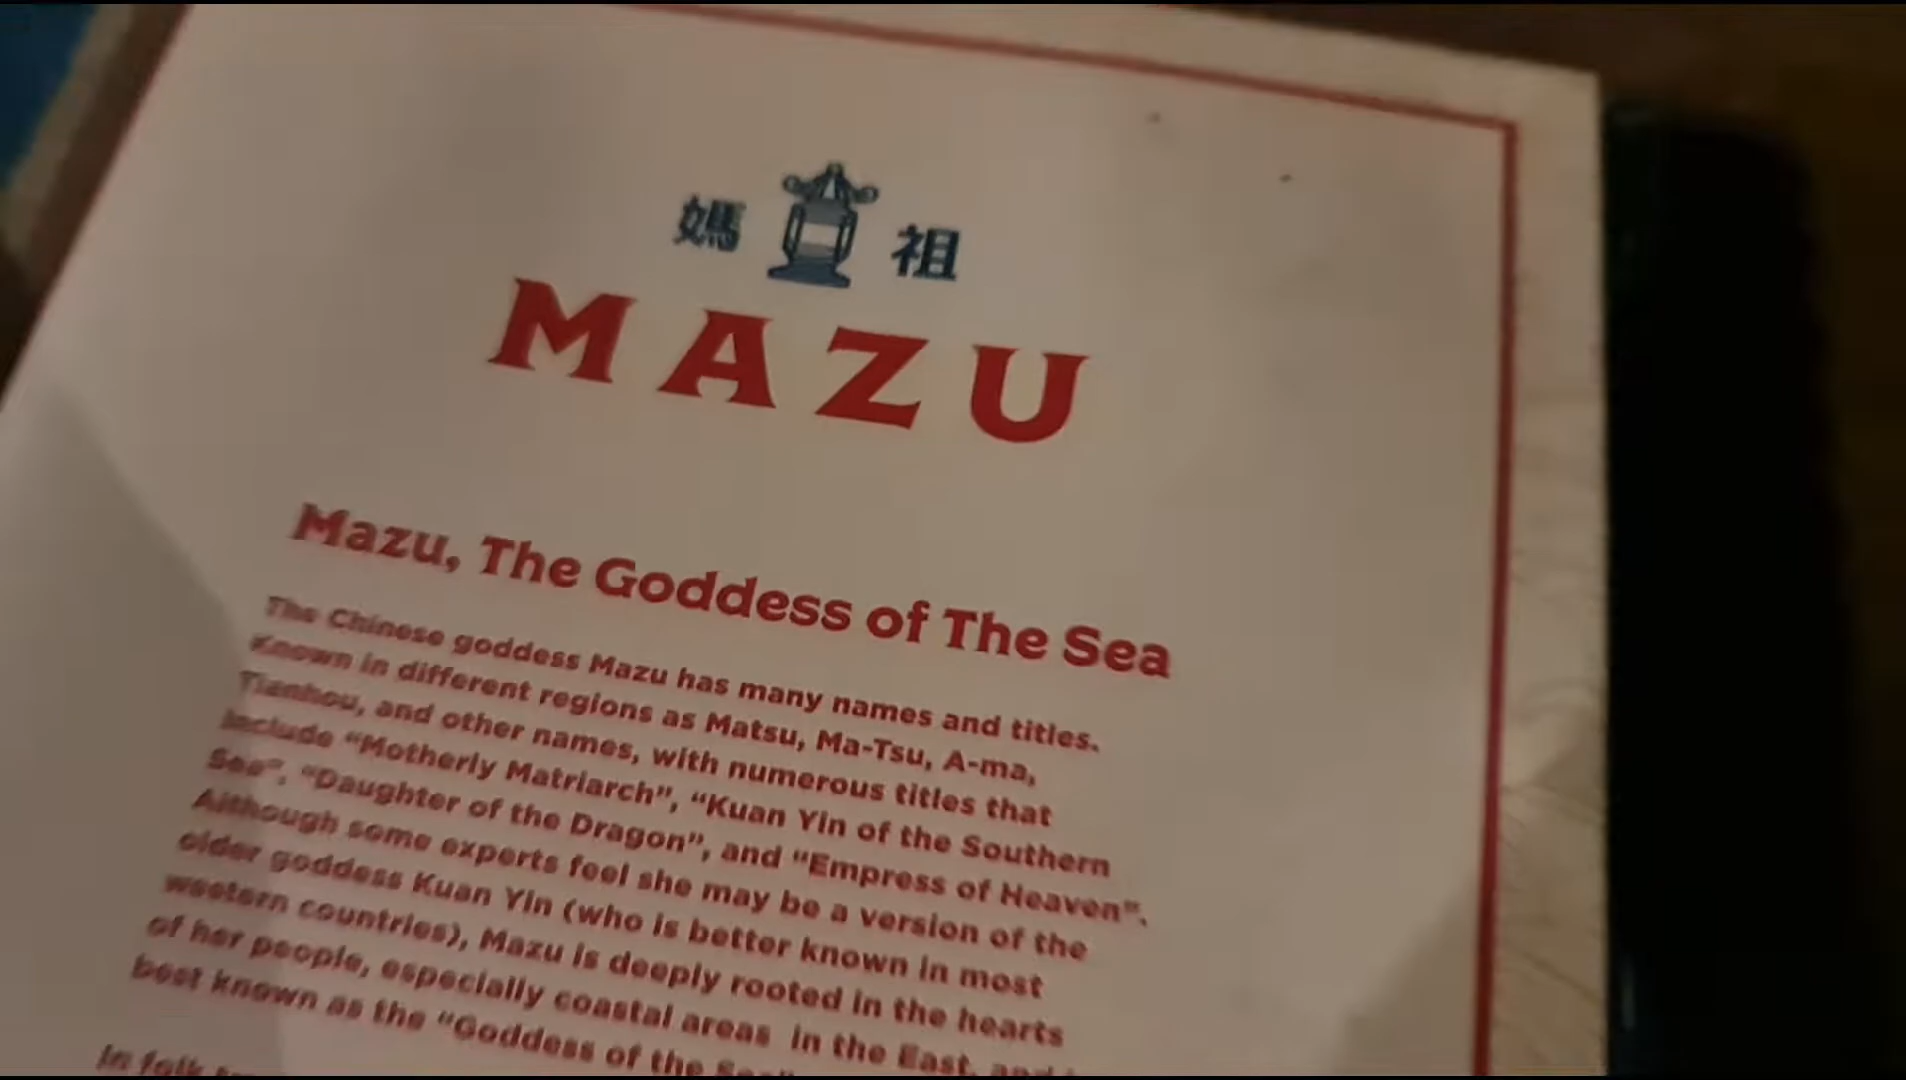 媽 祖
MAZU
Mazu, The Goddess of The Sea
The Chinese goddess Mazu has many names and titles.
Known in different regions as Matsu, Ma-Tsu, A-ma,
Tianhou, and other names, with numerous titles that
include “Motherly Matriarch”, “Kuan Yin of the Southern
Sea”, “Daughter of the Dragon”, and “Empress of Heaven”.
Although some experts feel she may be a version of the
older goddess Kuan Yin (who is better known in most
western countries), Mazu is deeply rooted in the hearts
of her people, especially coastal areas in the East, and
best known as the “Goddess of the Sea”
In folk